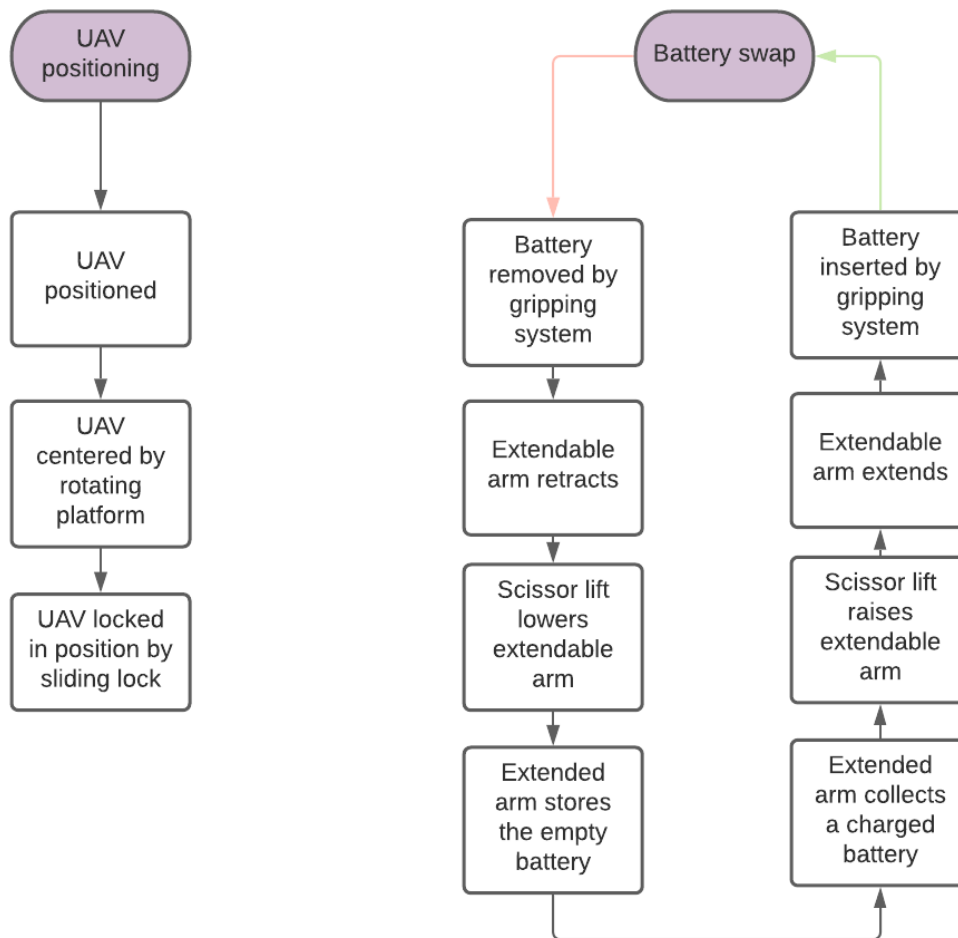 UAV
positioning
UAV
positioned
UAV
centered by
rotating
platform
UAV locked
in position by
sliding lock
Battery swap
Battery
removed by
gripping
system
Extendable
arm retracts
Scissor lift
lowers
extendable
arm
Extended
arm stores
the empty
battery
Extended
arm collects
a charged
battery
Scissor lift
raises
extendable
arm
Extendable
arm extends
Battery
inserted by
gripping
system